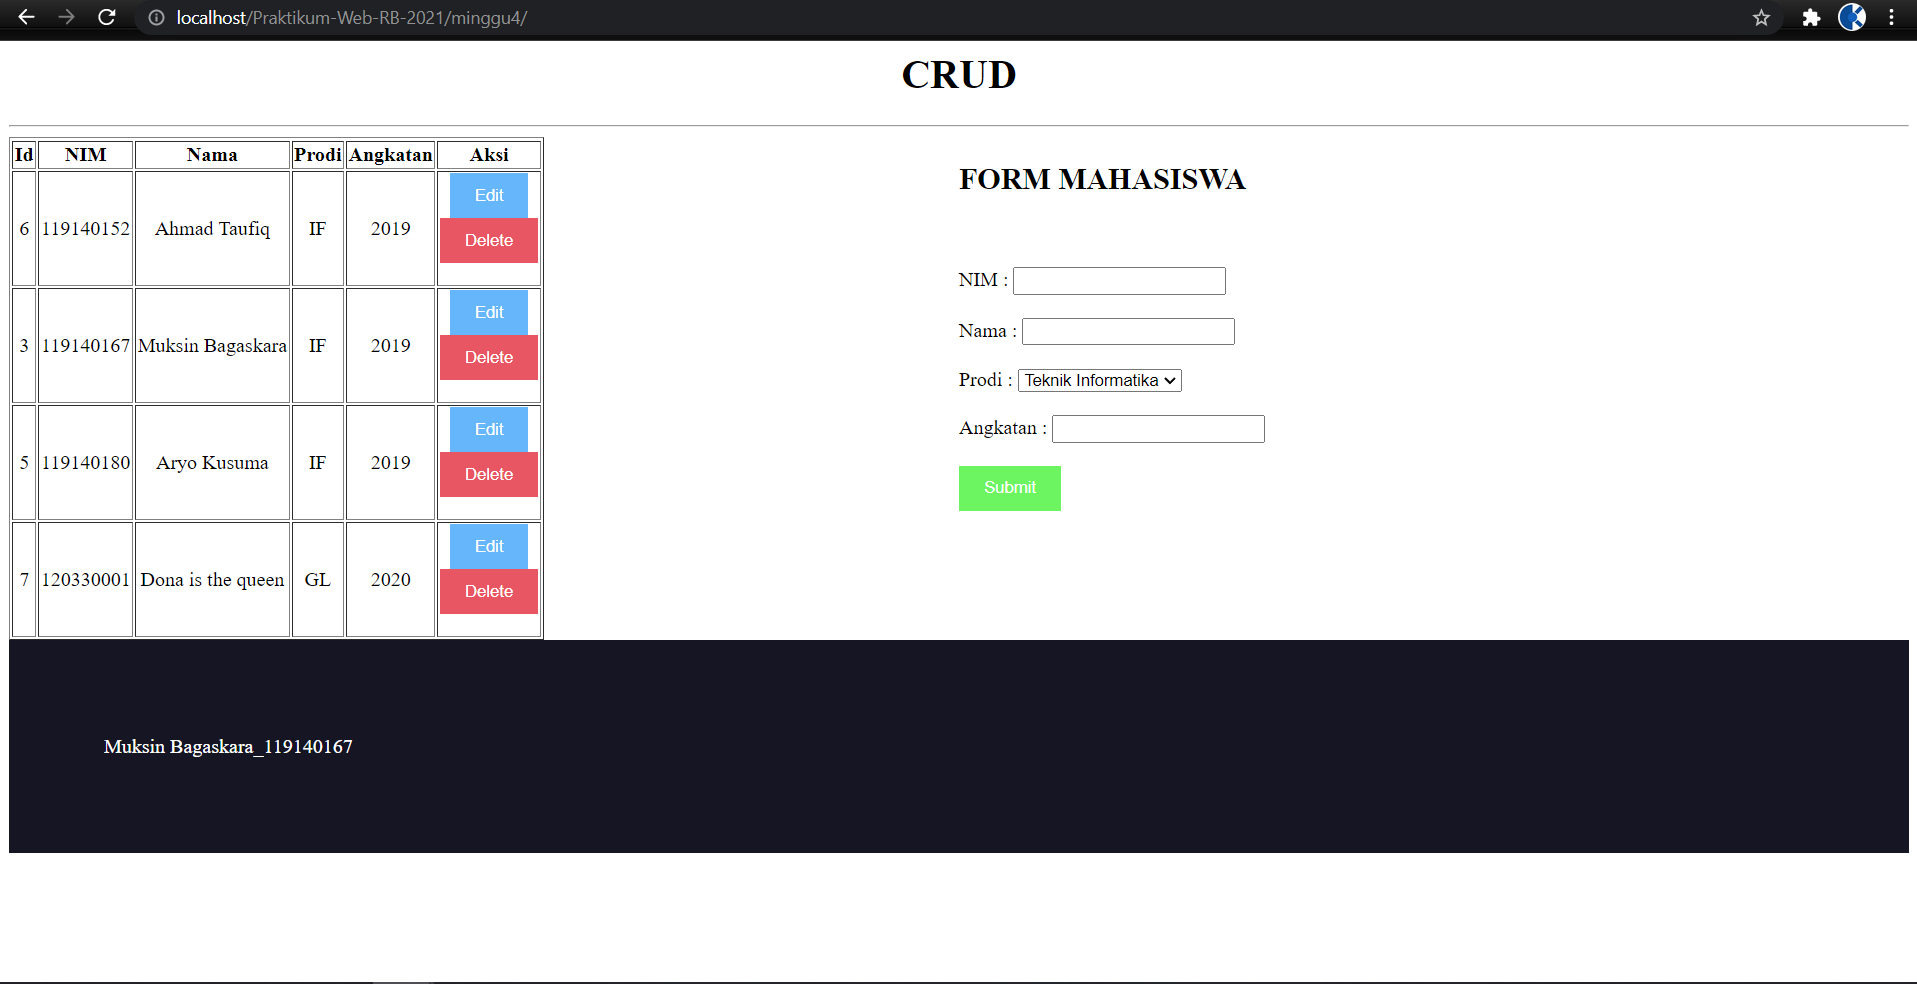 localhost/Praktikum-Web-RB-2021/minggu4/
CRUD
Id NIM Nama Prodi Angkatan Aksi
6 119140152 Ahmad Taufiq IF 2019 Edit
Delete
3 119140167 Muksin Bagaskara IF 2019 Edit
Delete
5 119140180 Aryo Kusuma IF 2019 Edit
Delete
7 120330001 Dona is the queen GL 2020 Edit
Delete
FORM MAHASISWA
NIM :
Nama :
Prodi : Teknik Informatika
Angkatan :
Submit
Muksin Bagaskara_119140167